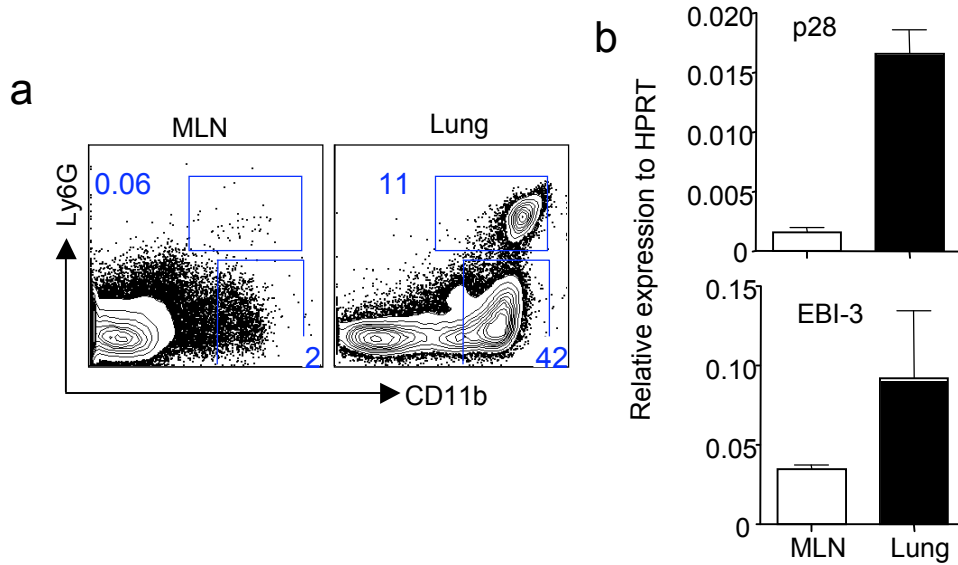 a
MLN
Lung
Ly6G
0.06
2
11
42
CD11b
b
Relative expression to HPRT
p28
0.020
0.015
0.010
0.005
0
EBI-3
0.15
0.10
0.05
0
MLN
Lung